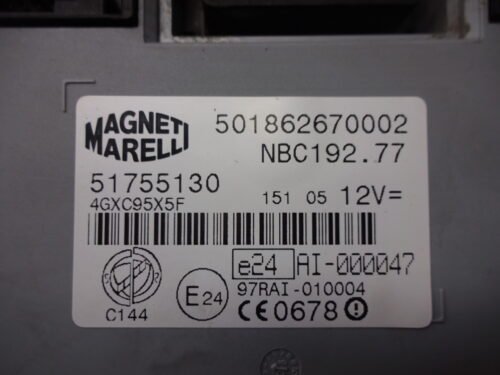 MAGNETI
MARELLI
501862670002
NBC192.77
51755130
151 05 12V=
4GXC95X5F
e24 AI-000047
E24
97RAI-010004
C144
CE0678